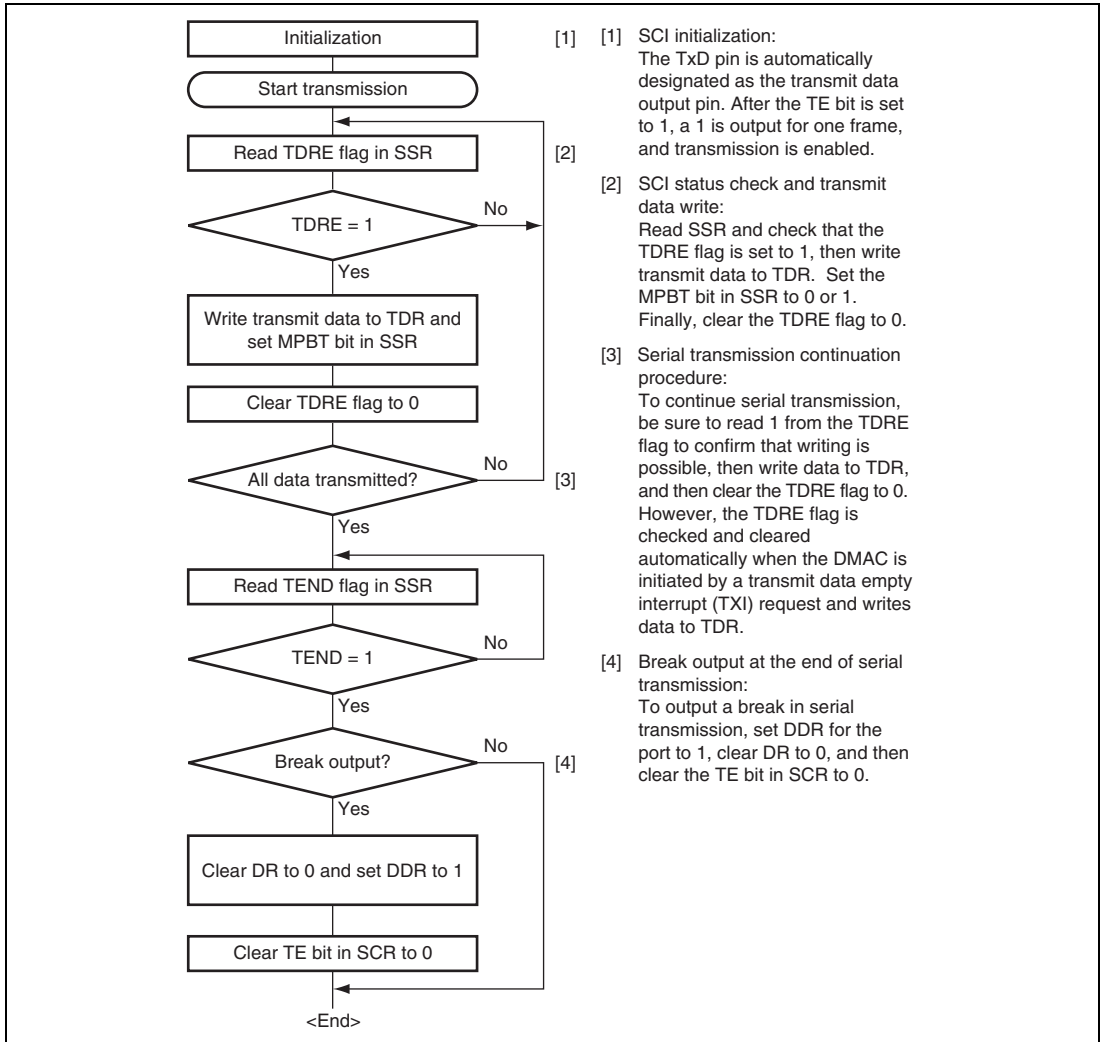 Initialization
[1]
Start transmission
Read TDRE flag in SSR
[2]
TDRE = 1
No
Yes
Write transmit data to TDR and
set MPBT bit in SSR
Clear TDRE flag to 0
All data transmitted?
No
[3]
Yes
Read TEND flag in SSR
TEND = 1
No
Yes
Break output?
No
[4]
Yes
Clear DR to 0 and set DDR to 1
Clear TE bit in SCR to 0
<End>
[1] SCI initialization:
The TxD pin is automatically
designated as the transmit data
output pin. After the TE bit is set
to 1, a 1 is output for one frame,
and transmission is enabled.
[2] SCI status check and transmit
data write:
Read SSR and check that the
TDRE flag is set to 1, then write
transmit data to TDR. Set the
MPBT bit in SSR to 0 or 1.
Finally, clear the TDRE flag to 0.
[3] Serial transmission continuation
procedure:
To continue serial transmission,
be sure to read 1 from the TDRE
flag to confirm that writing is
possible, then write data to TDR,
and then clear the TDRE flag to 0.
However, the TDRE flag is
checked and cleared
automatically when the DMAC is
initiated by a transmit data empty
interrupt (TXI) request and writes
data to TDR.
[4] Break output at the end of serial
transmission:
To output a break in serial
transmission, set DDR for the
port to 1, clear DR to 0, and then
clear the TE bit in SCR to 0.